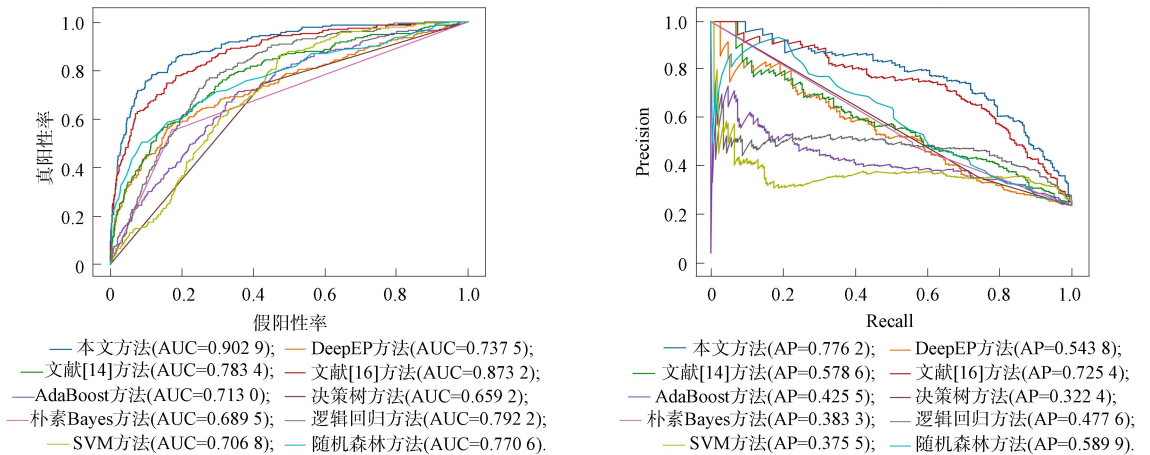 1.0
0.8
0.6
0.4
0.2
0
真阳性率
0 0.2 0.4 0.6 0.8 1.0
假阳性率
本文方法(AUC=0.902 9); DeepEP方法(AUC=0.737 5);
文献[14]方法(AUC=0.783 4); 文献[16]方法(AUC=0.873 2);
AdaBoost方法(AUC=0.713 0); 决策树方法(AUC=0.659 2);
朴素Bayes方法(AUC=0.689 5); 逻辑回归方法(AUC=0.792 2);
SVM方法(AUC=0.706 8); 随机森林方法(AUC=0.770 6).
1.0
0.8
0.6
0.4
0.2
0
Precision
0 0.2 0.4 0.6 0.8 1.0
Recall
本文方法(AP=0.776 2); DeepEP方法(AP=0.543 8);
文献[14]方法(AP=0.578 6); 文献[16]方法(AP=0.725 4);
AdaBoost方法(AP=0.425 5); 决策树方法(AP=0.322 4);
朴素Bayes方法(AP=0.383 3); 逻辑回归方法(AP=0.477 6);
SVM方法(AP=0.375 5); 随机森林方法(AP=0.589 9).